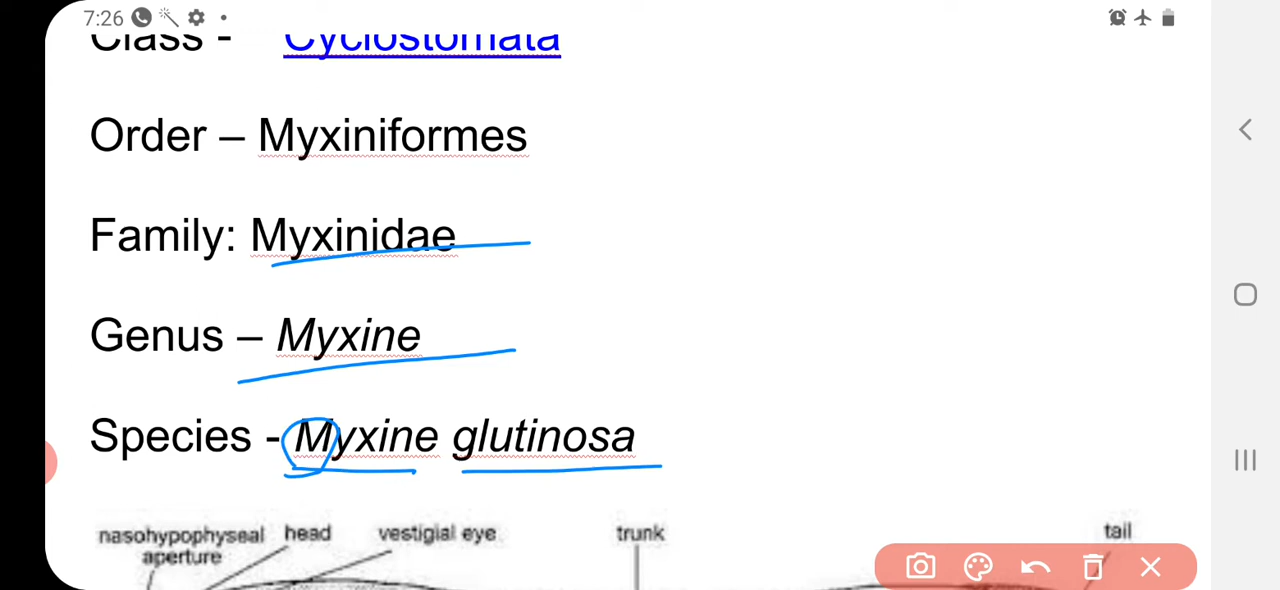 7:26
Class - Cyclostomata
Order – Myxiniformes
Family: Myxinidae
Genus – Myxine
Species - Myxine glutinosa
nasohypophyseal aperture
head
vestigial eye
trunk
tail